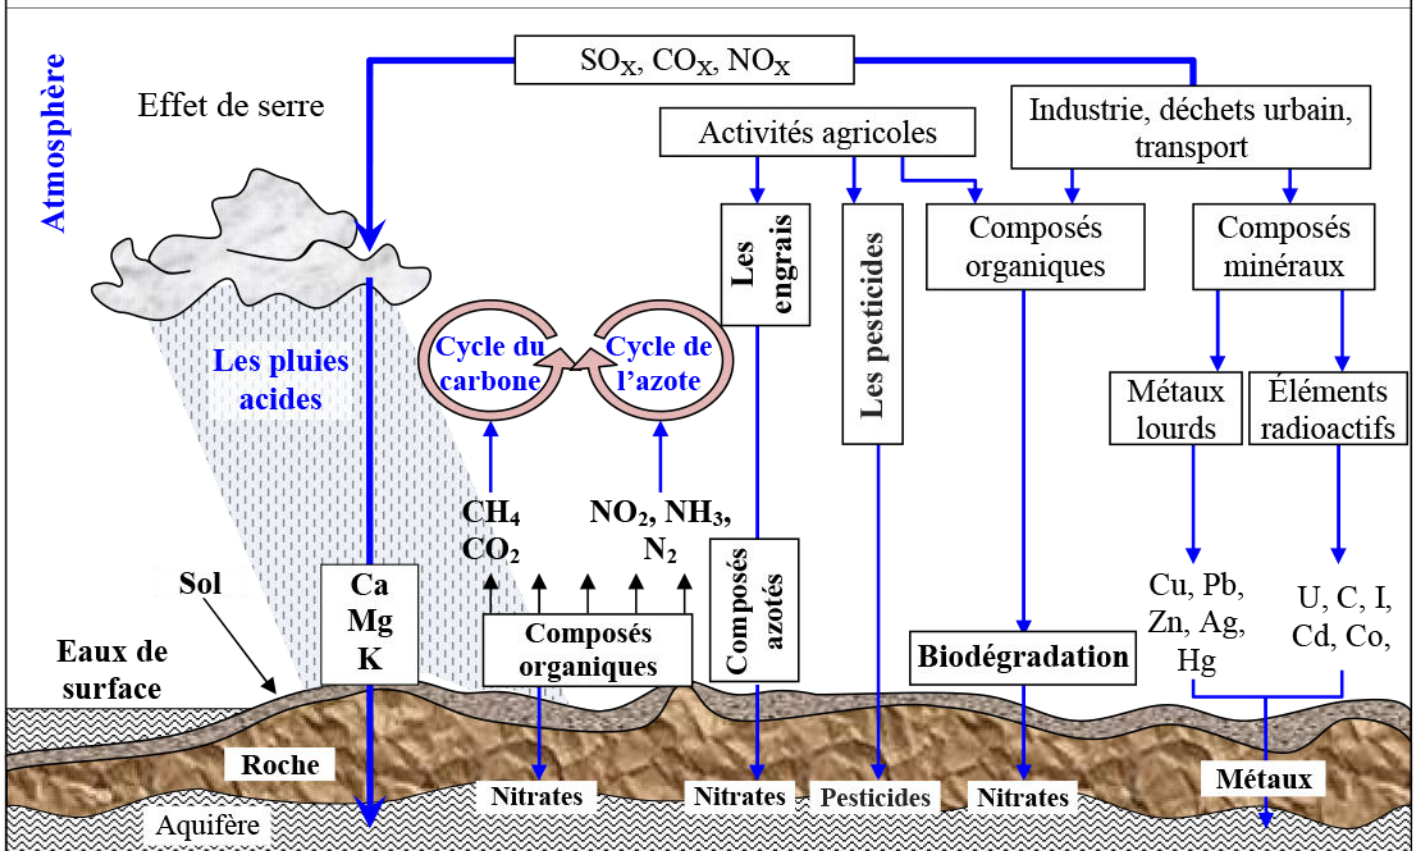 Atmosphère
SOX, COX, NOX
Effet de serre
Activités agricoles
Industrie, déchets urbain,
transport
Les
engrais
Les pesticides
Composés
organiques
Composés
minéraux
Les pluies
acides
Cycle du
carbone
Cycle de
l’azote
Métaux
lourds
Éléments
radioactifs
CH4
CO2
NO2, NH3,
N2
Composés
azotés
Sol
Ca
Mg
K
Composés
organiques
Biodégradation
Cu, Pb,
Zn, Ag,
Hg
U, C, I,
Cd, Co,
Eaux de
surface
Roche
Nitrates
Nitrates
Pesticides
Nitrates
Métaux
Aquifère